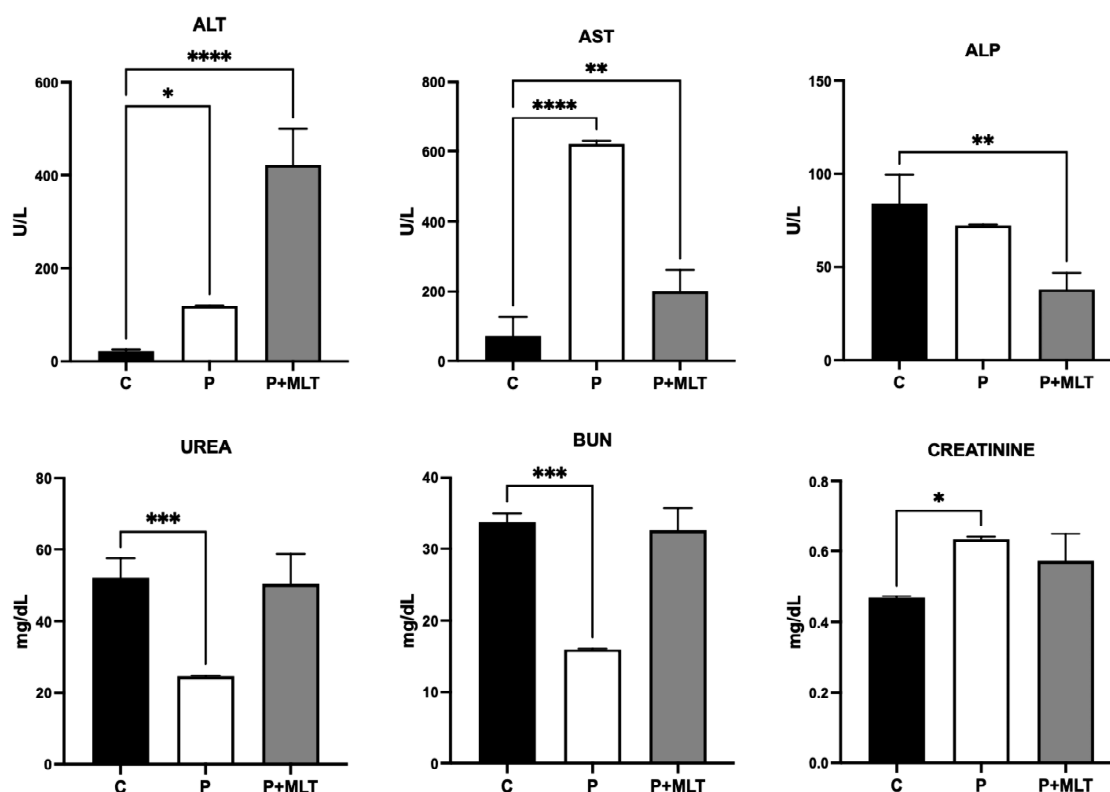 ALT
****
*
600
400
200
0
U/L
C P P+MLT
AST
**
****
800
600
400
200
0
U/L
C P P+MLT
ALP
**
150
100
50
0
U/L
C P P+MLT
UREA
***
80
60
40
20
0
mg/dL
C P P+MLT
BUN
***
40
30
20
10
0
mg/dL
C P P+MLT
CREATININE
*
0.8
0.6
0.4
0.2
0.0
mg/dL
C P P+MLT